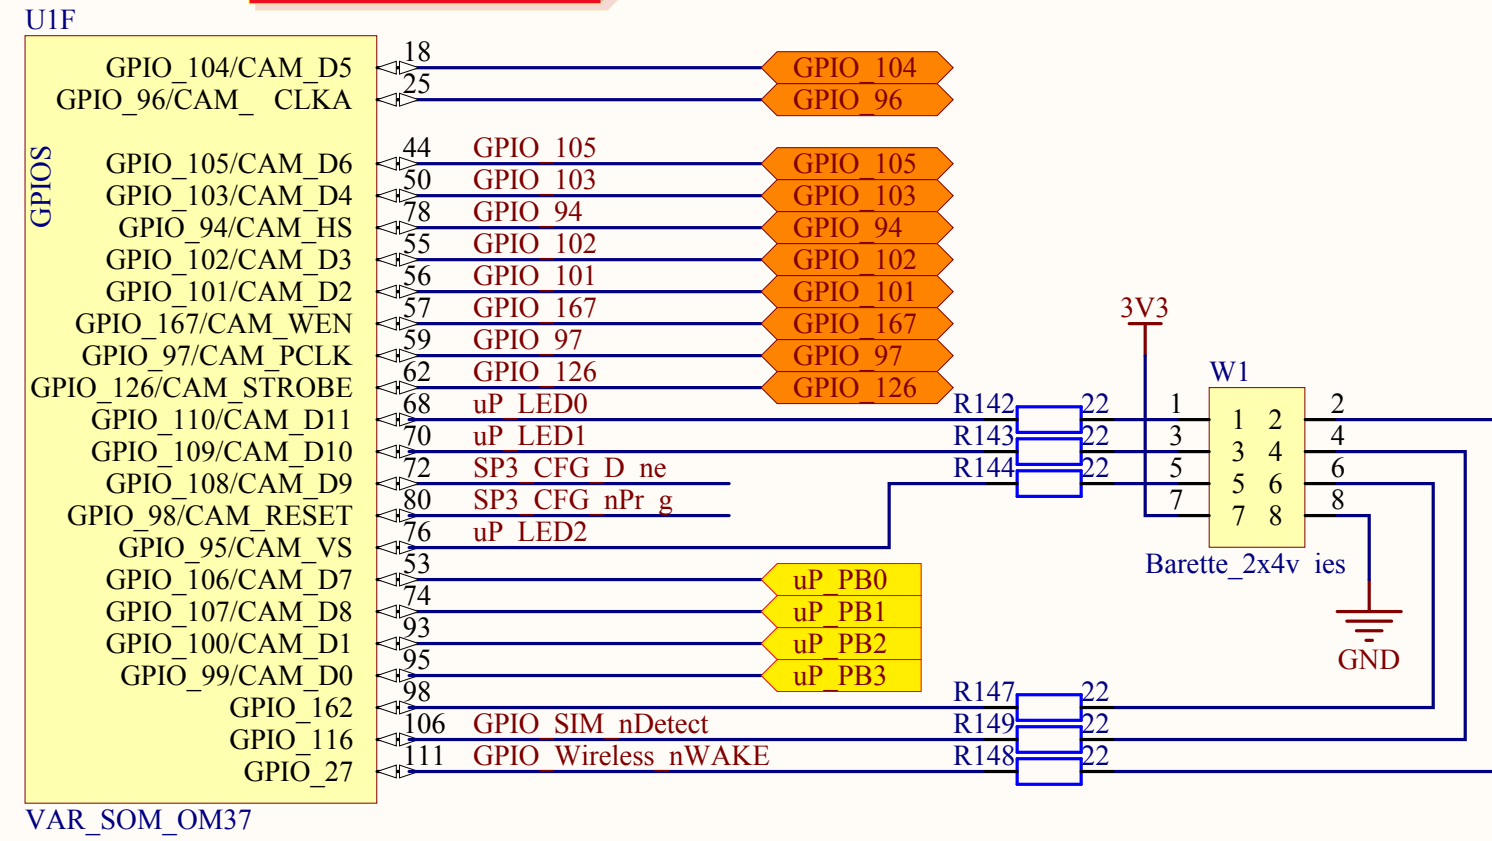 U1F
GPIOS
GPIO_104/CAM_D5 18 GPIO_104
GPIO_96/CAM_ CLKA 25 GPIO_96
GPIO_105/CAM_D6 44 GPIO_105 GPIO_105
GPIO_103/CAM_D4 50 GPIO_103 GPIO_103
GPIO_94/CAM_HS 78 GPIO_94 GPIO_94
GPIO_102/CAM_D3 55 GPIO_102 GPIO_102
GPIO_101/CAM_D2 56 GPIO_101 GPIO_101
GPIO_167/CAM_WEN 57 GPIO_167 GPIO_167
GPIO_97/CAM_PCLK 59 GPIO_97 GPIO_97
GPIO_126/CAM_STROBE 62 GPIO_126 GPIO_126
GPIO_110/CAM_D11 68 uP_LED0 R142 22
GPIO_109/CAM_D10 70 uP_LED1 R143 22
GPIO_108/CAM_D9 72 SP3_CFG_D ne R144 22
GPIO_98/CAM_RESET 80 SP3_CFG_nPr g
GPIO_95/CAM_VS 76 uP_LED2
GPIO_106/CAM_D7 53 uP_PB0
GPIO_107/CAM_D8 74 uP_PB1
GPIO_100/CAM_D1 93 uP_PB2
GPIO_99/CAM_D0 95 uP_PB3
GPIO_162 98 R147 22
GPIO_116 106 GPIO_SIM_nDetect R149 22
GPIO_27 111 GPIO_Wireless_nWAKE R148 22
VAR_SOM_OM37
3V3
W1
1 1 2 2
3 3 4 4
5 5 6 6
7 7 8 8
Barette_2x4v ies
GND